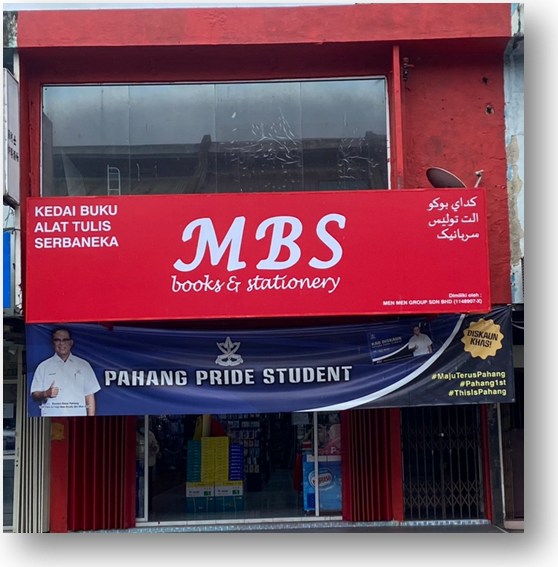 KEDAI BUKU
ALAT TULIS
SERBANEKA
MBS
books & stationery
كداي بوكو
الت توليس
سربانيک
Dimiliki oleh :
MEN MEN GROUP SDN BHD (1148907-X)
PAHANG PRIDE STUDENT
DISKAUN
KHAS!
#MajuTerusPahang
#Pahang1st
#ThisIsPahang